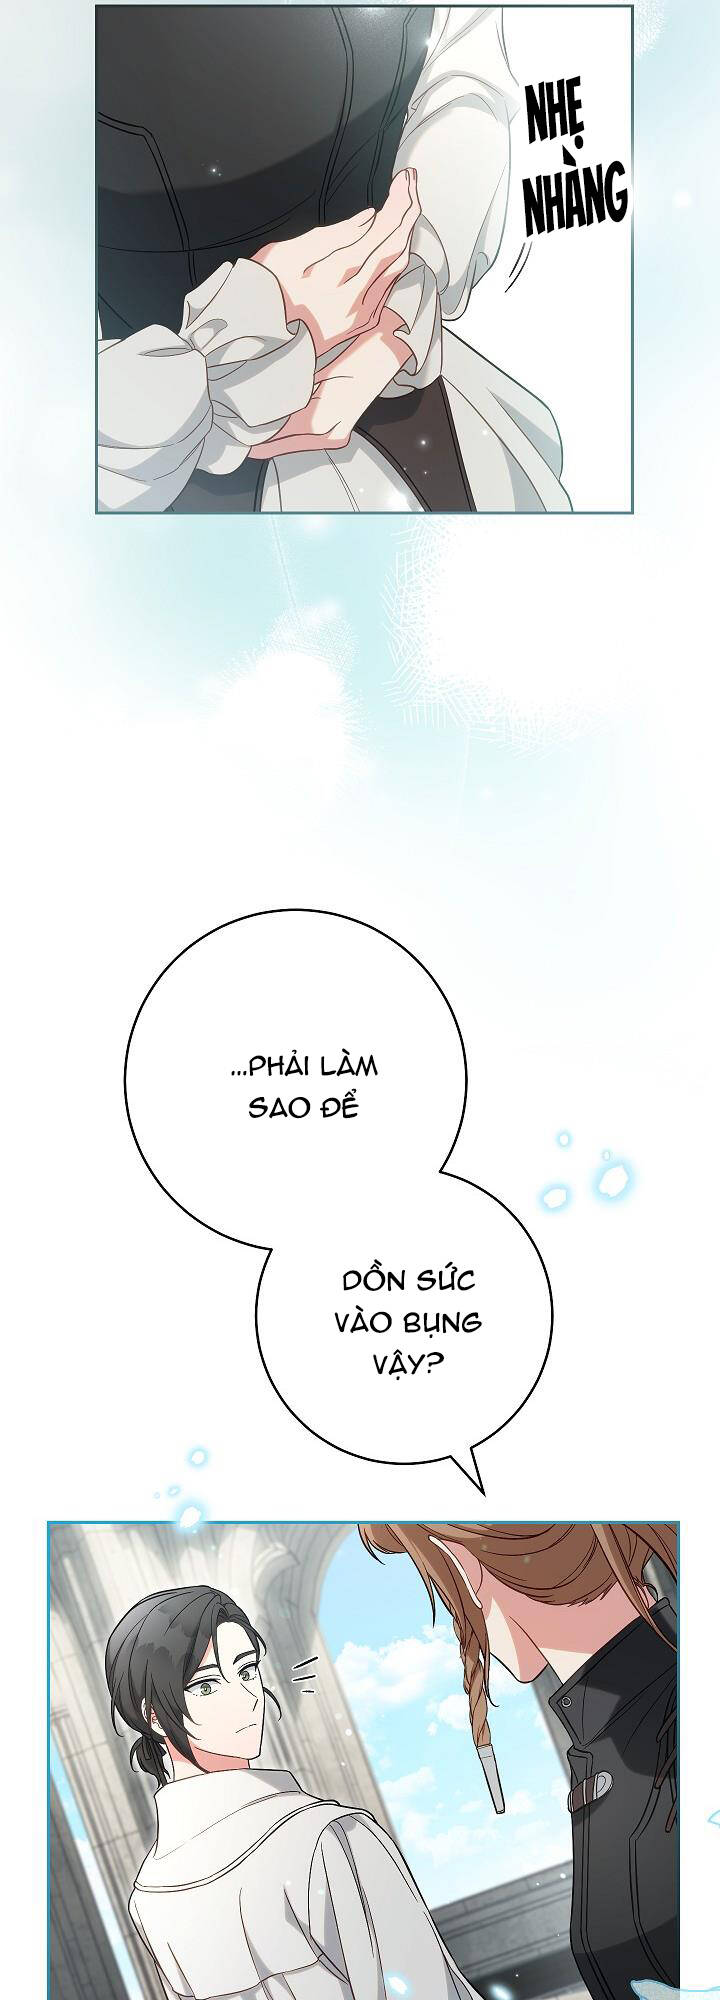 NHẸ
NHÀNG
...PHẢI LÀM
SAO ĐỂ
DỒN SỨC
VÀO BỤNG
VẬY?